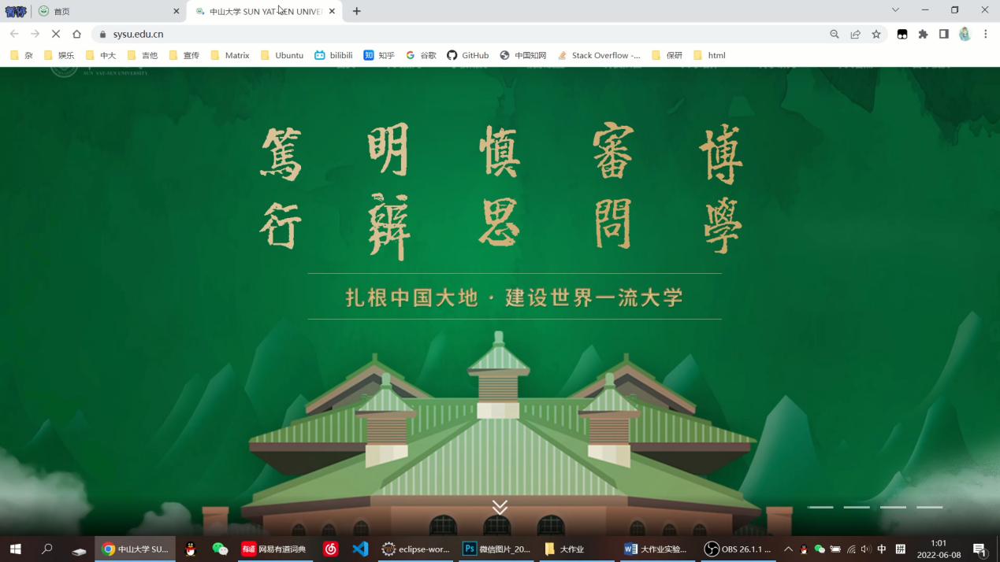 暂停
首页
中山大学 SUN YAT-SEN UNIVER
sysu.edu.cn
杂 娱乐 中大 吉他 宣传 Matrix Ubuntu bilibili 知乎 谷歌 GitHub 中国知网 Stack Overflow -... 保研 html
SUN YAT-SEN UNIVERSITY
博學
審問
慎思
明辨
篤行
扎根中国大地·建设世界一流大学
中山大学 SU...
网易有道词典
eclipse-wor...
微信图片_20...
大作业
大作业实验...
OBS 26.1.1 ...
中
拼
1:01
2022-06-08